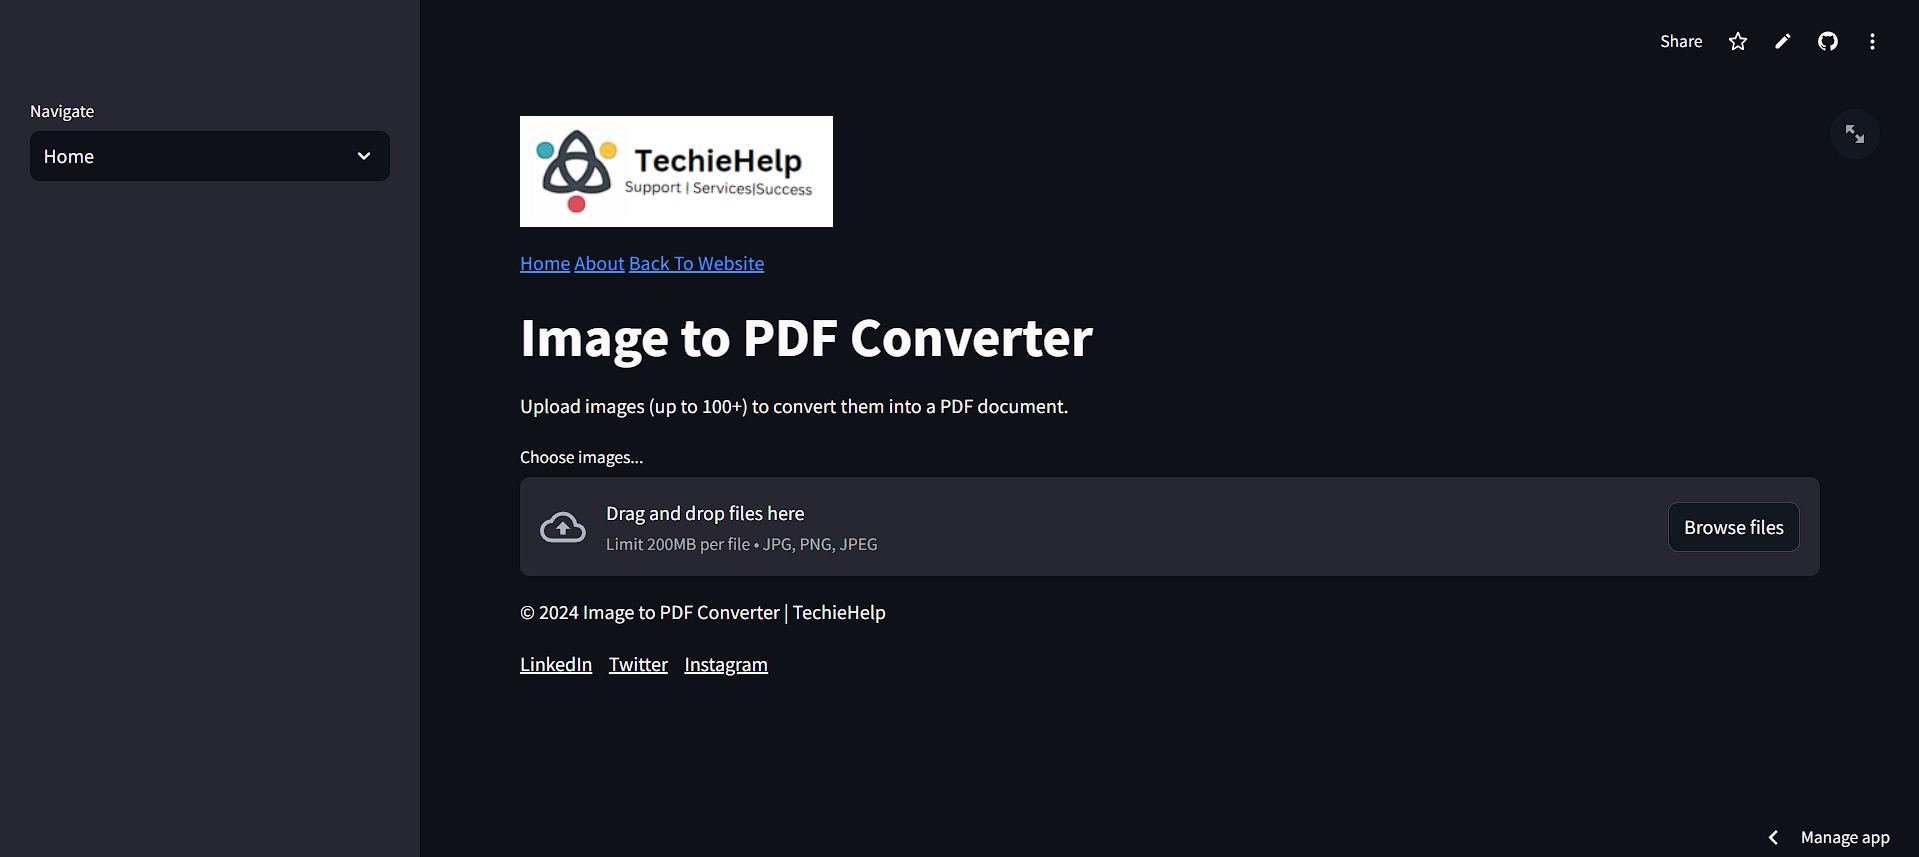 Share
Navigate
Home
TechieHelp
Support | Services|Success
Home About Back To Website
Image to PDF Converter
Upload images (up to 100+) to convert them into a PDF document.
Choose images...
Drag and drop files here
Limit 200MB per file • JPG, PNG, JPEG
Browse files
© 2024 Image to PDF Converter | TechieHelp
LinkedIn Twitter Instagram
Manage app